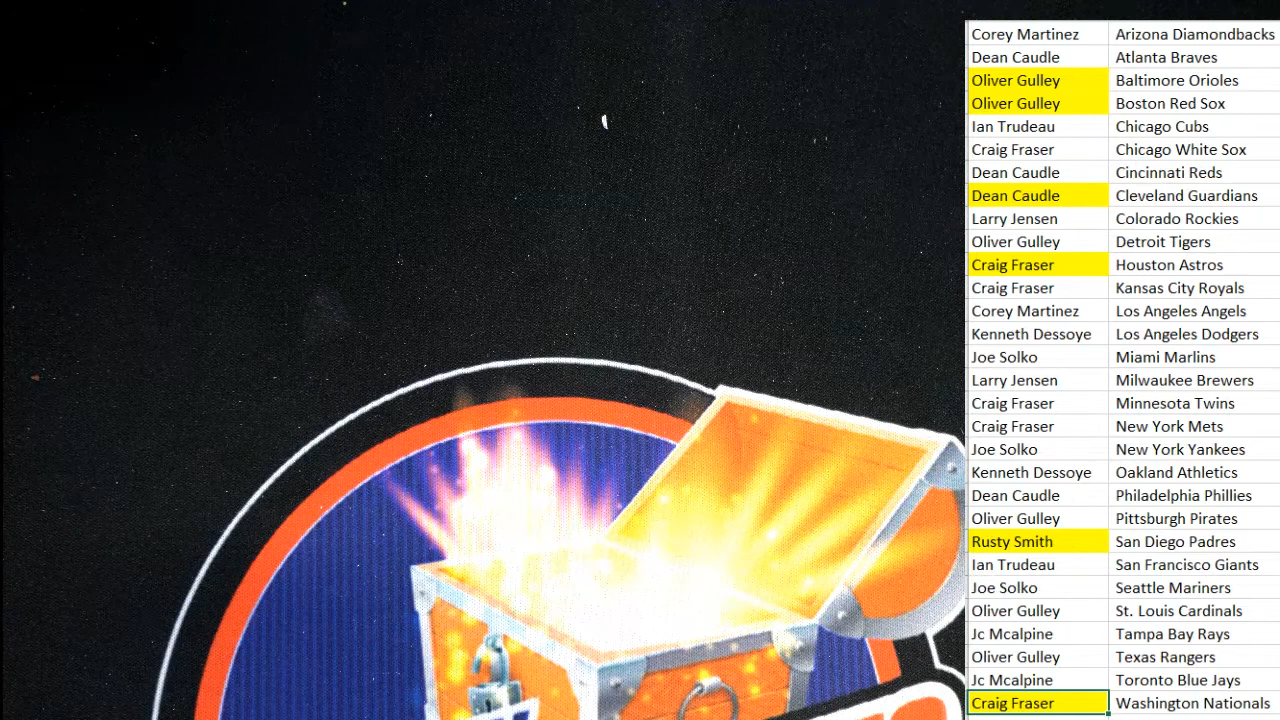 Corey Martinez Arizona Diamondbacks
Dean Caudle Atlanta Braves
Oliver Gulley Baltimore Orioles
Oliver Gulley Boston Red Sox
Ian Trudeau Chicago Cubs
Craig Fraser Chicago White Sox
Dean Caudle Cincinnati Reds
Dean Caudle Cleveland Guardians
Larry Jensen Colorado Rockies
Oliver Gulley Detroit Tigers
Craig Fraser Houston Astros
Craig Fraser Kansas City Royals
Corey Martinez Los Angeles Angels
Kenneth Dessoye Los Angeles Dodgers
Joe Solko Miami Marlins
Larry Jensen Milwaukee Brewers
Craig Fraser Minnesota Twins
Craig Fraser New York Mets
Joe Solko New York Yankees
Kenneth Dessoye Oakland Athletics
Dean Caudle Philadelphia Phillies
Oliver Gulley Pittsburgh Pirates
Rusty Smith San Diego Padres
Ian Trudeau San Francisco Giants
Joe Solko Seattle Mariners
Oliver Gulley St. Louis Cardinals
Jc Mcalpine Tampa Bay Rays
Oliver Gulley Texas Rangers
Jc Mcalpine Toronto Blue Jays
Craig Fraser Washington Nationals